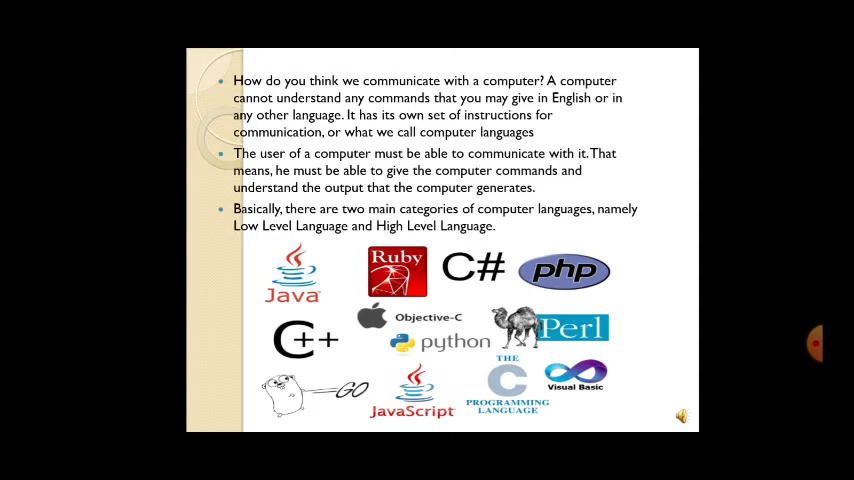 How do you think we communicate with a computer? A computer
cannot understand any commands that you may give in English or in
any other language. It has its own set of instructions for
communication, or what we call computer languages
The user of a computer must be able to communicate with it. That
means, he must be able to give the computer commands and
understand the output that the computer generates.
Basically, there are two main categories of computer languages, namely
Low Level Language and High Level Language.
Java
Ruby
C#
php
C++
Objective-C
python
Perl
GO
JavaScript
THE
C
PROGRAMMING
LANGUAGE
Visual Basic